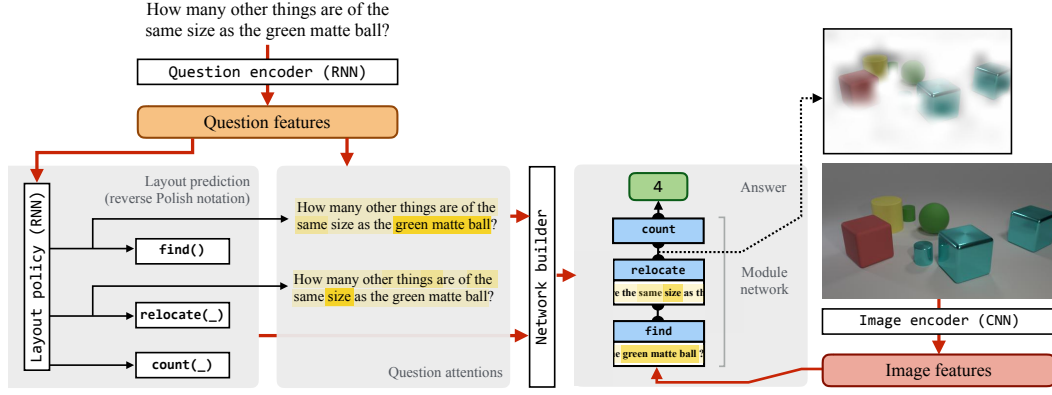 How many other things are of the
same size as the green matte ball?
Question encoder (RNN)
Question features
Layout policy (RNN)
Layout prediction
(reverse Polish notation)
find()
relocate(_)
count(_)
How many other things are of the
same size as the green matte ball?
How many other things are of the
same size as the green matte ball?
Question attentions
Network builder
4
Answer
count
relocate
the same size as
find
green matte ball ?
Module
network
Image encoder (CNN)
Image features